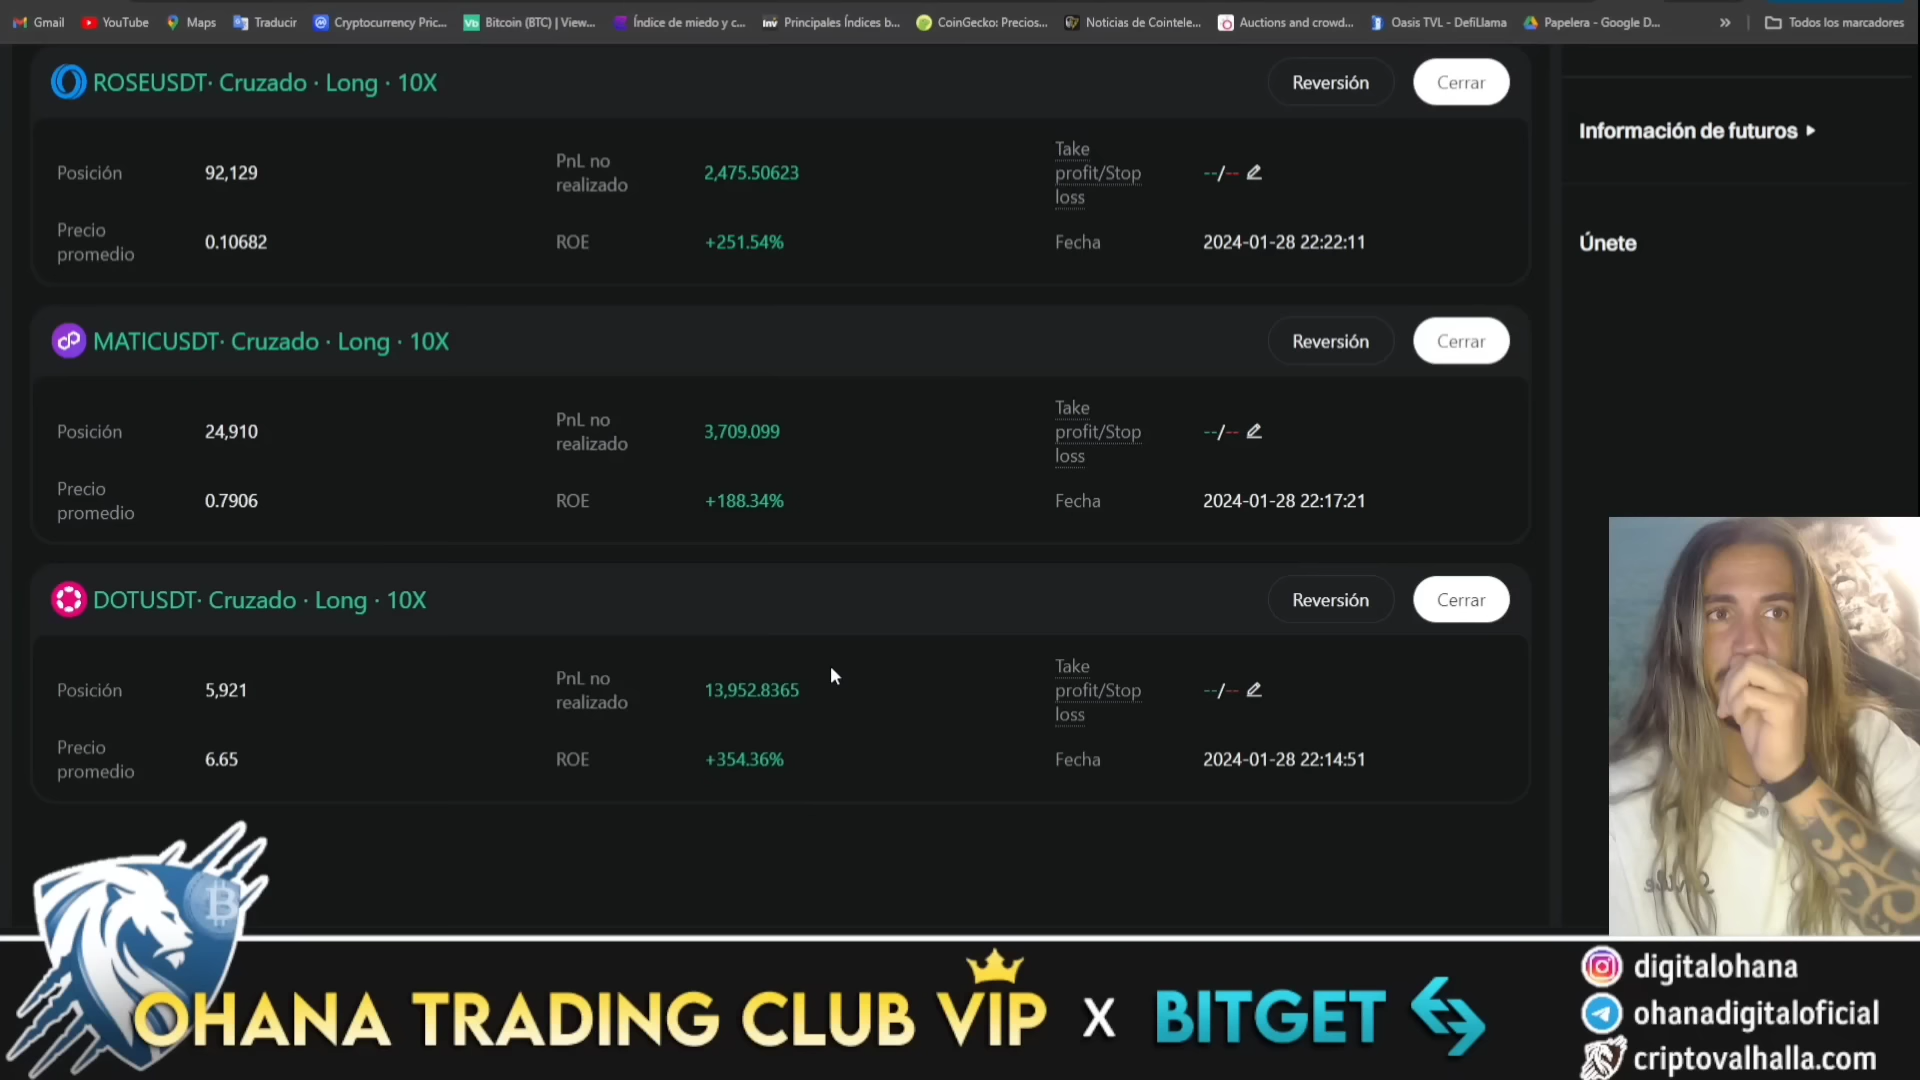 Gmail YouTube Maps Traducir Cryptocurrency Pric... Bitcoin (BTC) | View... Índice de miedo y c... Principales Índices b... CoinGecko: Precios... Noticias de Cointele... Auctions and crowd... Oasis TVL - DefiLlama Papelera - Google D... » Todos los marcadores
ROSEUSDT· Cruzado · Long · 10X
Reversión
Cerrar
Posición
92,129
PnL no
realizado
2,475.50623
Take
profit/Stop
loss
--/--
Precio
promedio
0.10682
ROE
+251.54%
Fecha
2024-01-28 22:22:11
MATICUSDT· Cruzado · Long · 10X
Reversión
Cerrar
Posición
24,910
PnL no
realizado
3,709.099
Take
profit/Stop
loss
--/--
Precio
promedio
0.7906
ROE
+188.34%
Fecha
2024-01-28 22:17:21
DOTUSDT· Cruzado · Long · 10X
Reversión
Cerrar
Posición
5,921
PnL no
realizado
13,952.8365
Take
profit/Stop
loss
--/--
Precio
promedio
6.65
ROE
+354.36%
Fecha
2024-01-28 22:14:51
Información de futuros
Únete
OHANA TRADING CLUB VIP X BITGET
digitalohana
ohanadigitaloficial
criptovalhalla.com